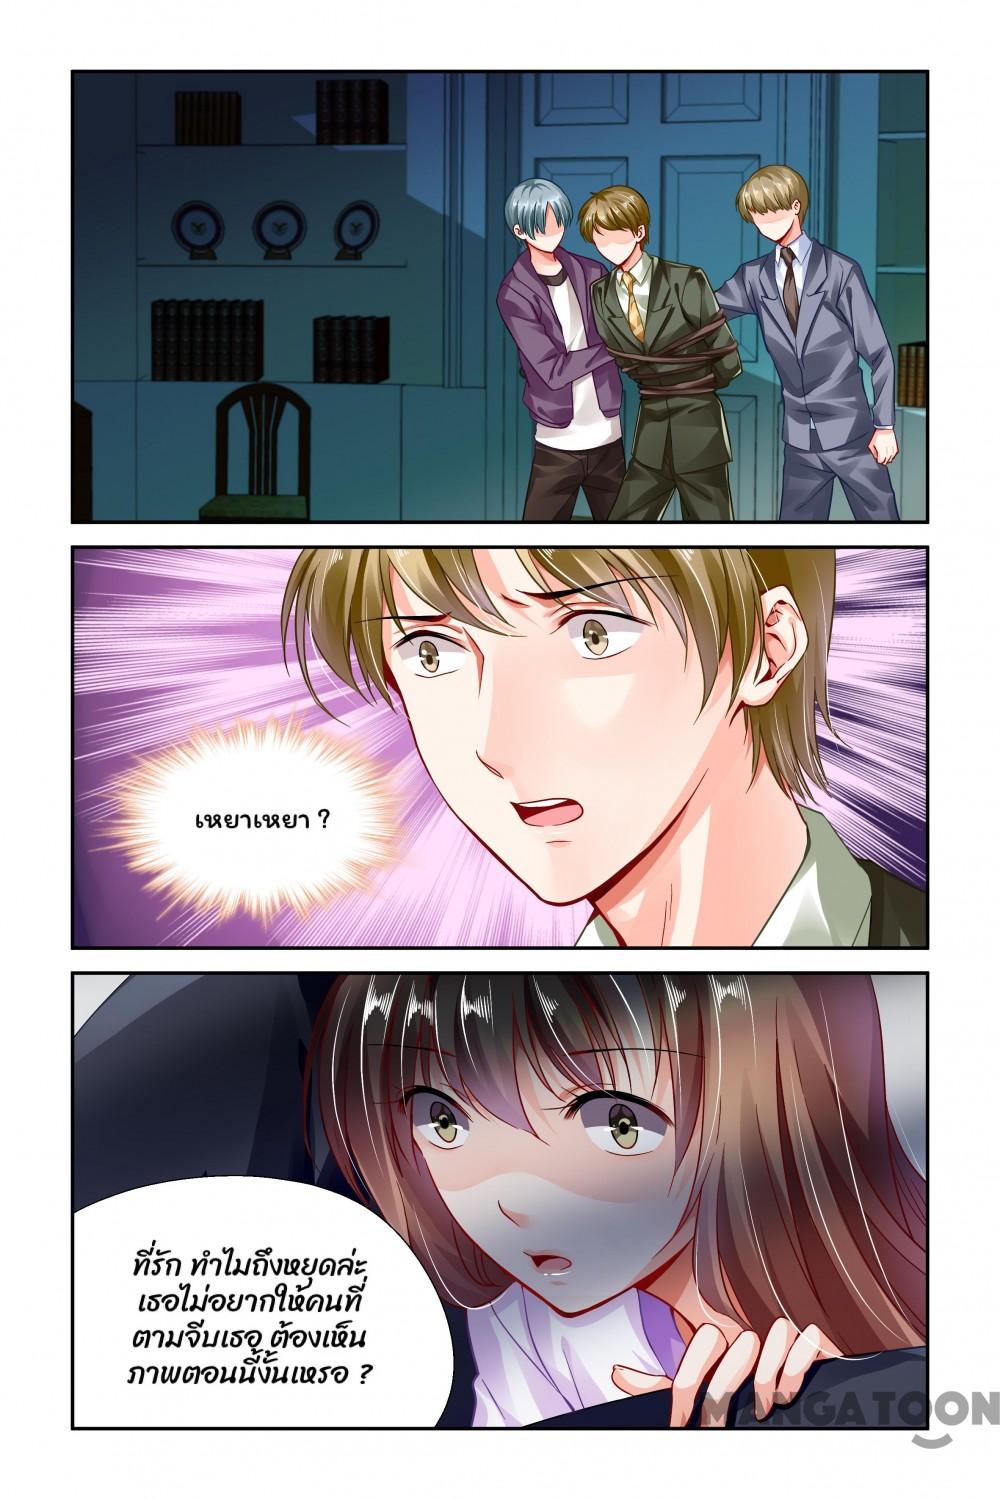 เหยาเหยา ?
ที่รัก ทำไมถึงหยุดล่ะ
เธอไม่อยากให้คนที่
ตามจีบเธอ ต้องเห็น
ภาพตอนนี้งั้นเหรอ ?
MANGATOON